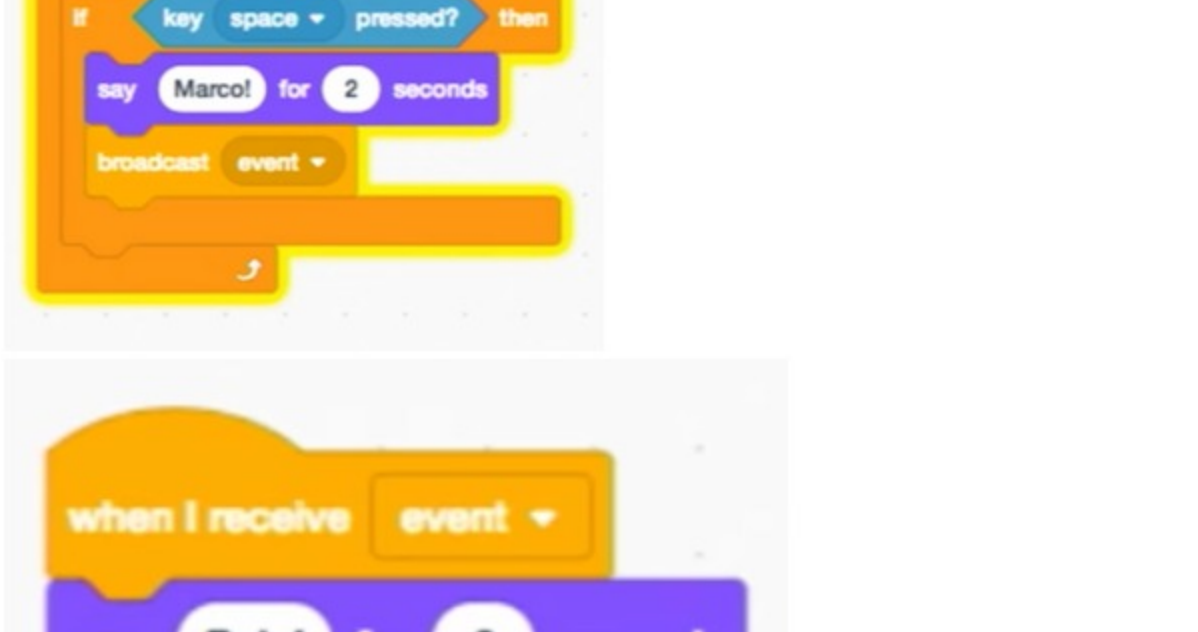 if key space pressed? then
say Marco! for 2 seconds
broadcast event
when I receive event